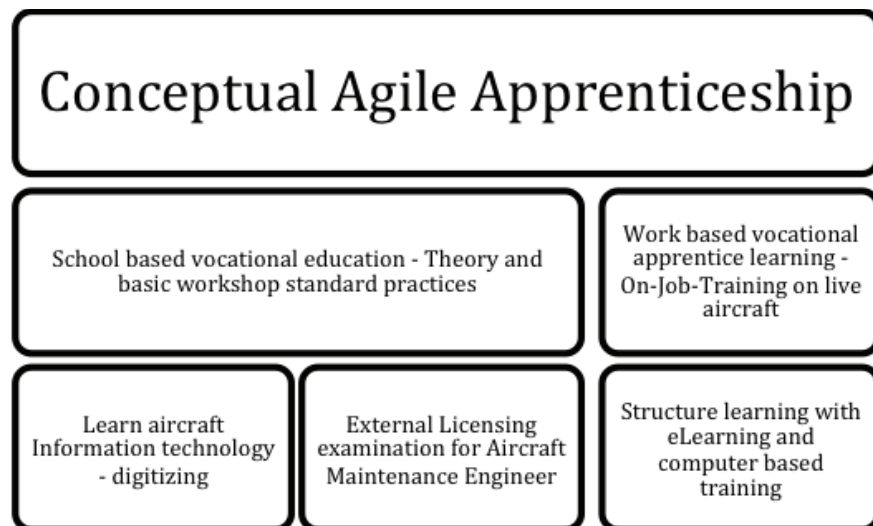 Conceptual Agile Apprenticeship
School based vocational education - Theory and
basic workshop standard practices
Work based vocational
apprentice learning -
On-Job-Training on live
aircraft
Learn aircraft
Information technology
- digitizing
External Licensing
examination for Aircraft
Maintenance Engineer
Structure learning with
eLearning and
computer based
training